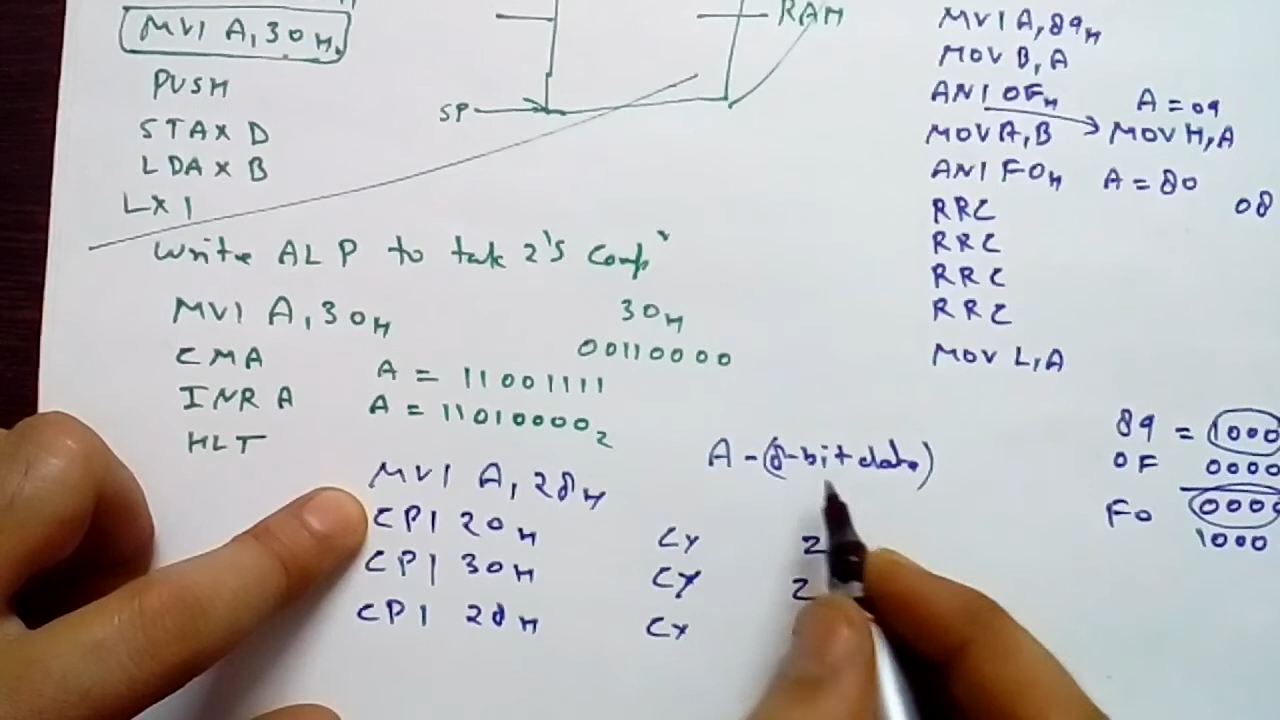 MVI A, 30H
PUSH
STAX D
LDAX B
LXI
SP
RAM
Write ALP to take 2's comp
MVI A, 30H
CMA
INR A
HLT
30H
00110000
A = 11001111
A = 110100002
MVI A, 28H
CPI 20H
CPI 30H
CPI 28H
A - (8-bit data)
CY Z
CY Z
CY
MVI A, 89H
MOV B, A
ANI 0FH A = 09
MOV A, B MOV H, A
ANI F0H A = 80
08
RRC
RRC
RRC
RRC
MOV L, A
89 = 1000
0F 0000
F0 0000
1000